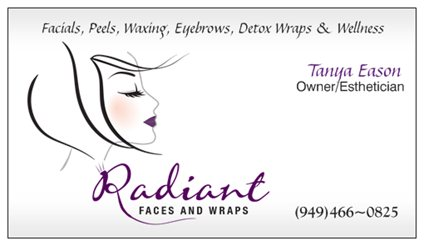 Facials, Peels, Waxing, Eyebrows, Detox Wraps & Wellness
Tanya Eason
Owner/Esthetician
Radiant
FACES AND WRAPS
(949)466~0825